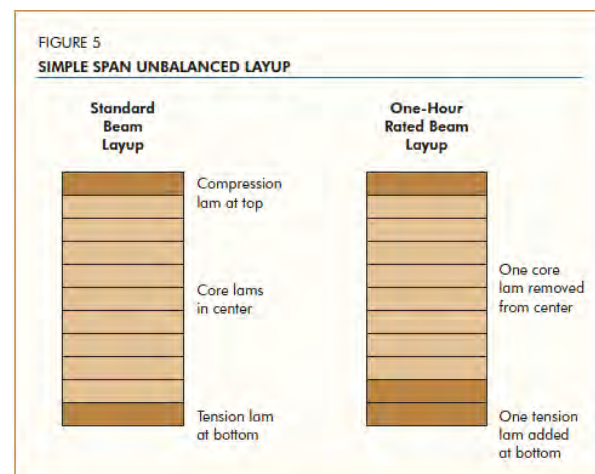 FIGURE 5
SIMPLE SPAN UNBALANCED LAYUP
Standard
Beam
Layup
Compression
lam at top
Core lams
in center
Tension lam
at bottom
One-Hour
Rated Beam
Layup
One core
lam removed
from center
One tension
lam added
at bottom